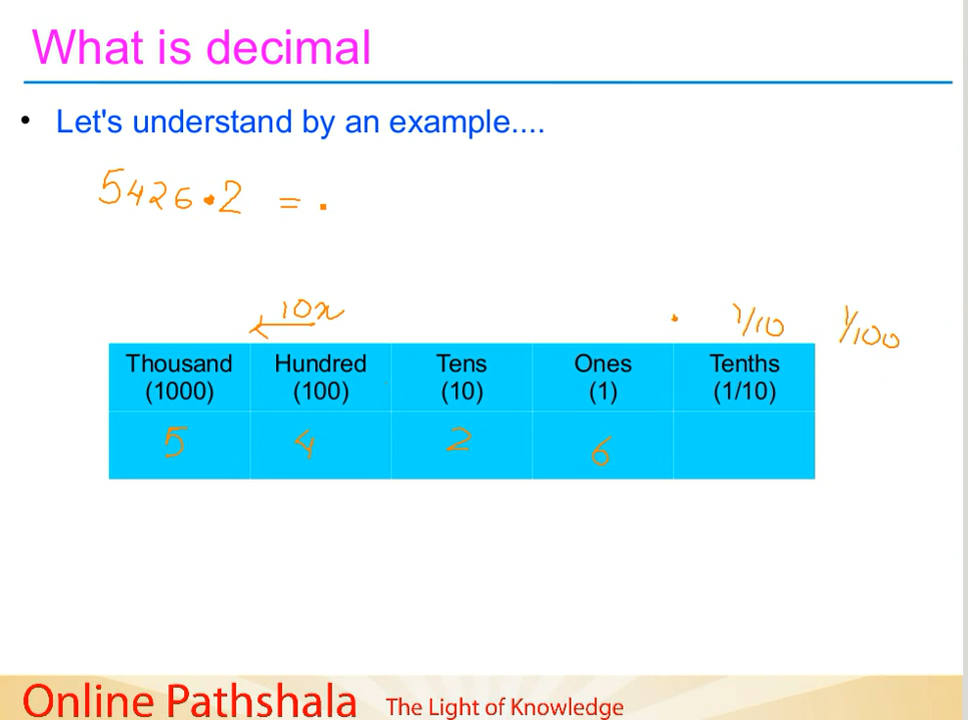 What is decimal
• Let's understand by an example....
5426.2 = .
10x
. 1/10 1/100
Thousand (1000) Hundred (100) Tens (10) Ones (1) Tenths (1/10)
5 4 2 6
Online Pathshala The Light of Knowledge